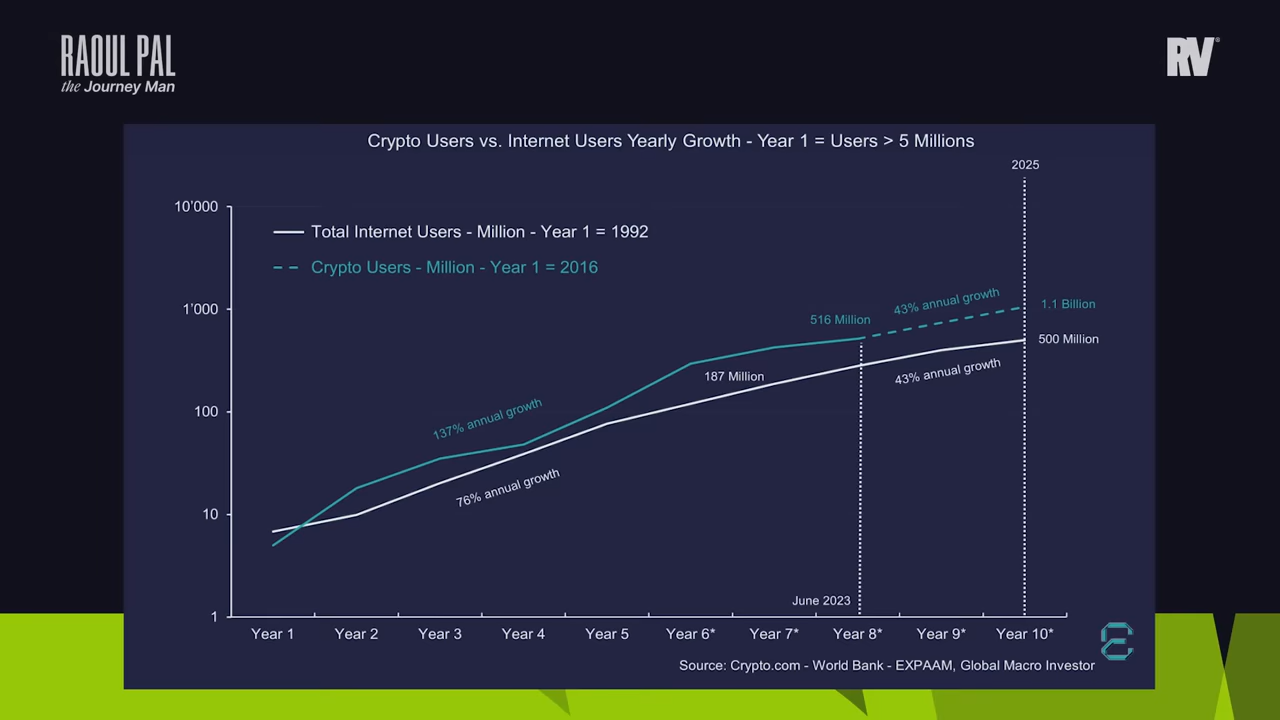 RAOUL PAL
the Journey Man
RV®
Crypto Users vs. Internet Users Yearly Growth - Year 1 = Users > 5 Millions
2025
10'000
1'000
100
10
1
Total Internet Users - Million - Year 1 = 1992
Crypto Users - Million - Year 1 = 2016
137% annual growth
76% annual growth
187 Million
516 Million
43% annual growth
1.1 Billion
500 Million
43% annual growth
June 2023
Year 1 Year 2 Year 3 Year 4 Year 5 Year 6* Year 7* Year 8* Year 9* Year 10*
Source: Crypto.com - World Bank - EXPAAM, Global Macro Investor